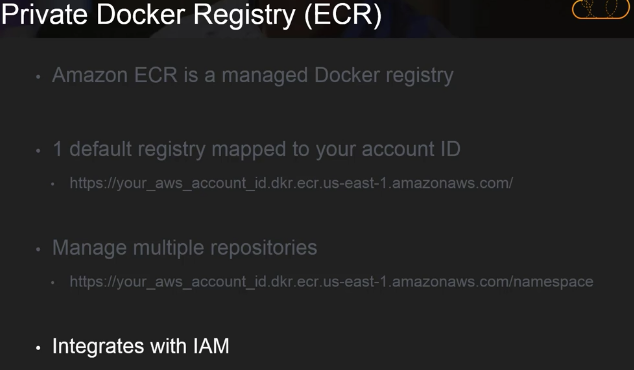 Private Docker Registry (ECR)
• Amazon ECR is a managed Docker registry
• 1 default registry mapped to your account ID
• https://your_aws_account_id.dkr.ecr.us-east-1.amazonaws.com/
• Manage multiple repositories
• https://your_aws_account_id.dkr.ecr.us-east-1.amazonaws.com/namespace
• Integrates with IAM